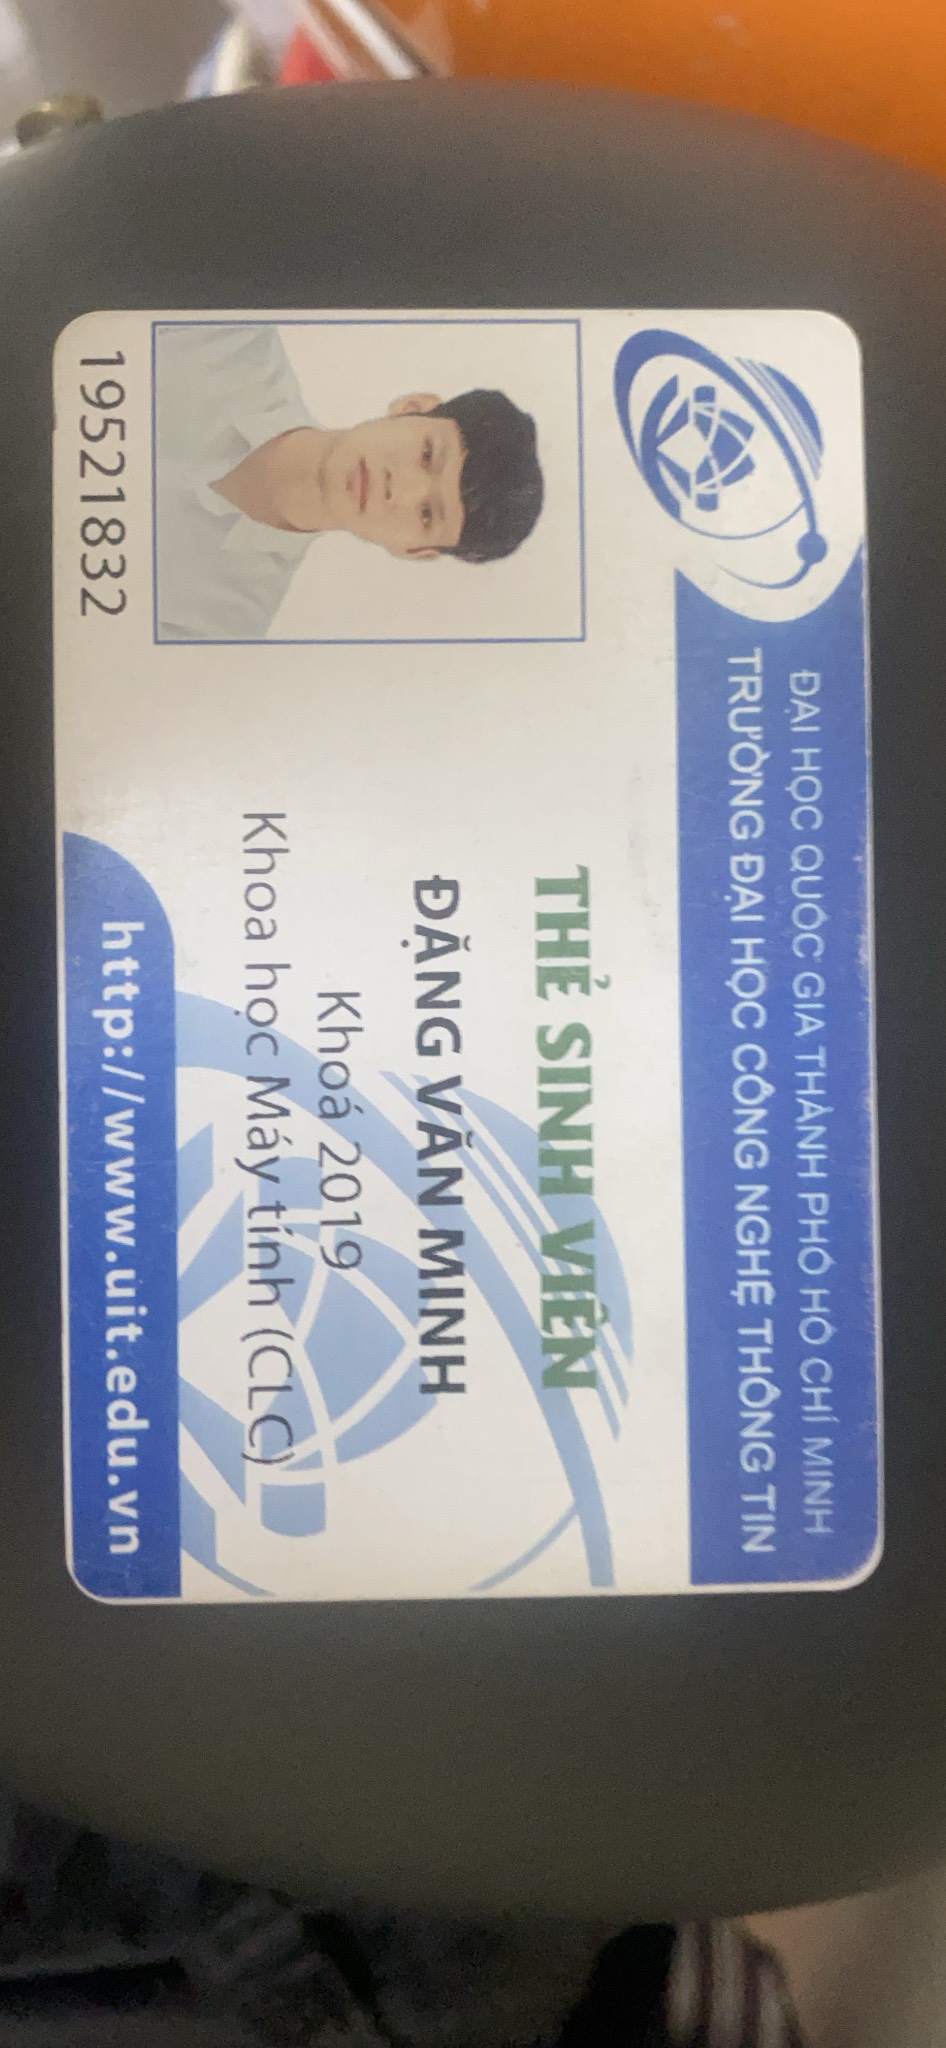 ĐẠI HỌC QUỐC GIA THÀNH PHỐ HỒ CHÍ MINH
TRƯỜNG ĐẠI HỌC CÔNG NGHỆ THÔNG TIN
THẺ SINH VIÊN
ĐẶNG VĂN MINH
Khoá 2019
Khoa học Máy tính (CLC)
19521832
http://www.uit.edu.vn